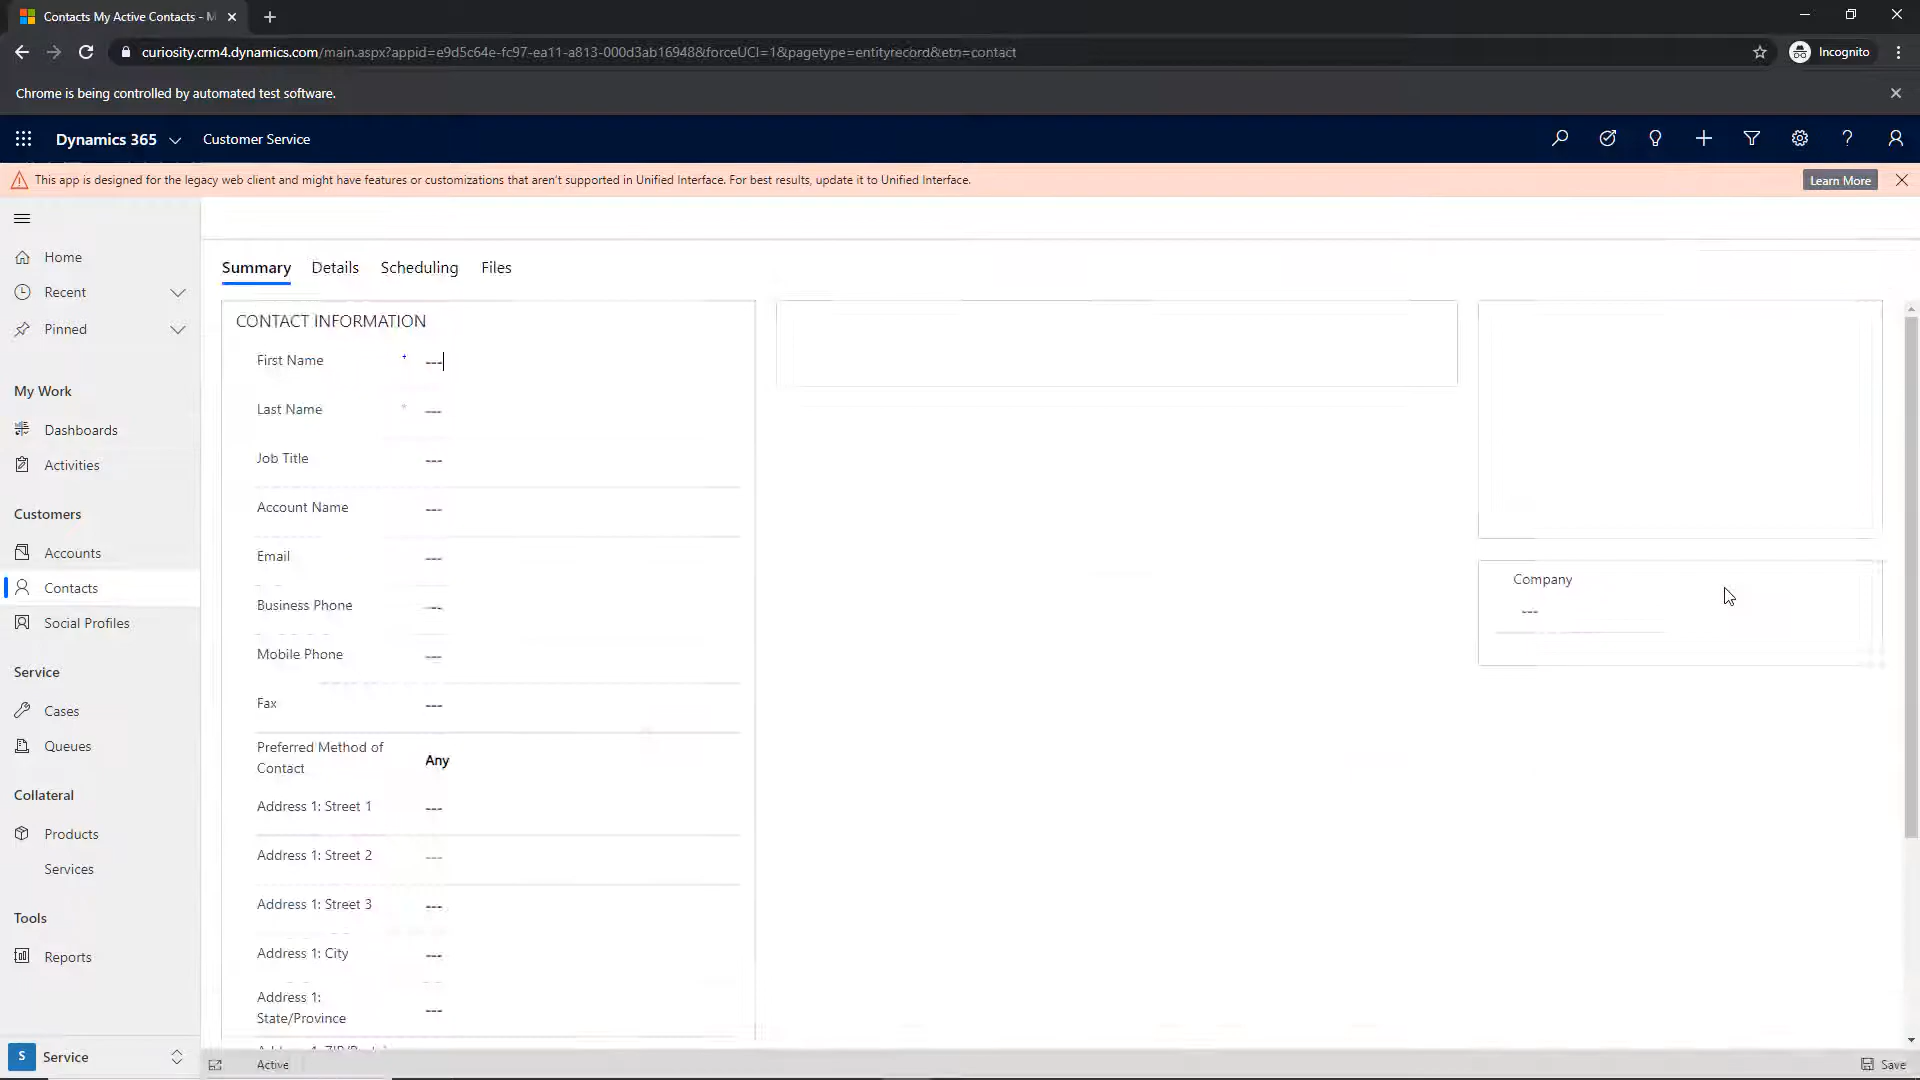 Contacts My Active Contacts - M
curiosity.crm4.dynamics.com/main.aspx?appid=e9d5c64e-fc97-ea11-a813-000d3ab16948&forceUCI=1&pagetype=entityrecord&etn=contact
Incognito
Chrome is being controlled by automated test software.
Dynamics 365
Customer Service
This app is designed for the legacy web client and might have features or customizations that aren't supported in Unified Interface. For best results, update it to Unified Interface.
Learn More
Home
Recent
Pinned
My Work
Dashboards
Activities
Customers
Accounts
Contacts
Social Profiles
Service
Cases
Queues
Collateral
Products
Services
Tools
Reports
S Service
Summary Details Scheduling Files
CONTACT INFORMATION
First Name * ---
Last Name * ---
Job Title ---
Account Name ---
Email ---
Business Phone ---
Mobile Phone ---
Fax ---
Preferred Method of
Contact
Any
Address 1: Street 1 ---
Address 1: Street 2 ---
Address 1: Street 3 ---
Address 1: City ---
Address 1:
State/Province
---
Company
---
Active
Save